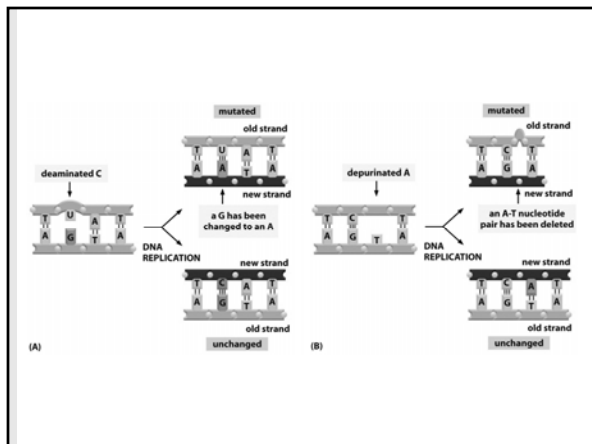 mutated
old strand
T U A T
A A T A
new strand
deaminated C
T U A T
A G T A
a G has been
changed to an A
DNA
REPLICATION
new strand
T C A T
A G T A
old strand
unchanged
(A)
mutated
old strand
T C T
A G A
new strand
depurinated A
T C T
A G T A
an A-T nucleotide
pair has been deleted
DNA
REPLICATION
new strand
T C A T
A G T A
old strand
unchanged
(B)